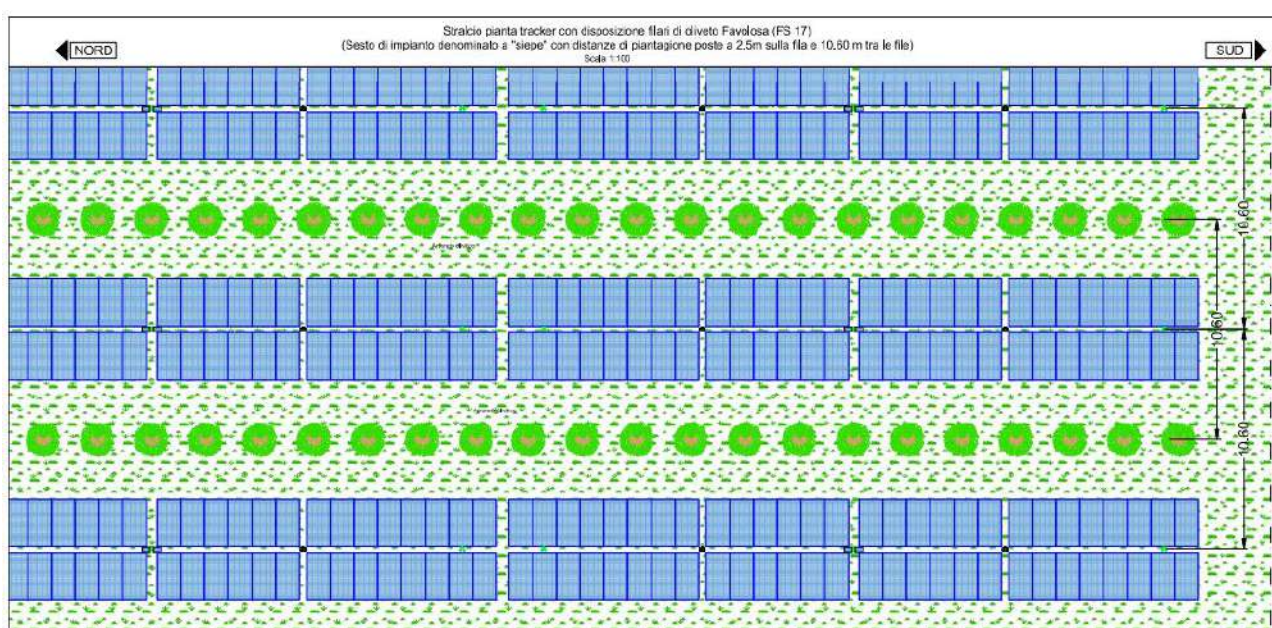 Stralcio pianta tracker con disposizione filari di oliveto Favolosa (FS 17)
(Sesto di impianto denominato a "siepe" con distanze di piantagione poste a 2.5m sulla fila e 10.60 m tra le file)
Scala 1:100
NORD
SUD
10.60
10.60
10.60